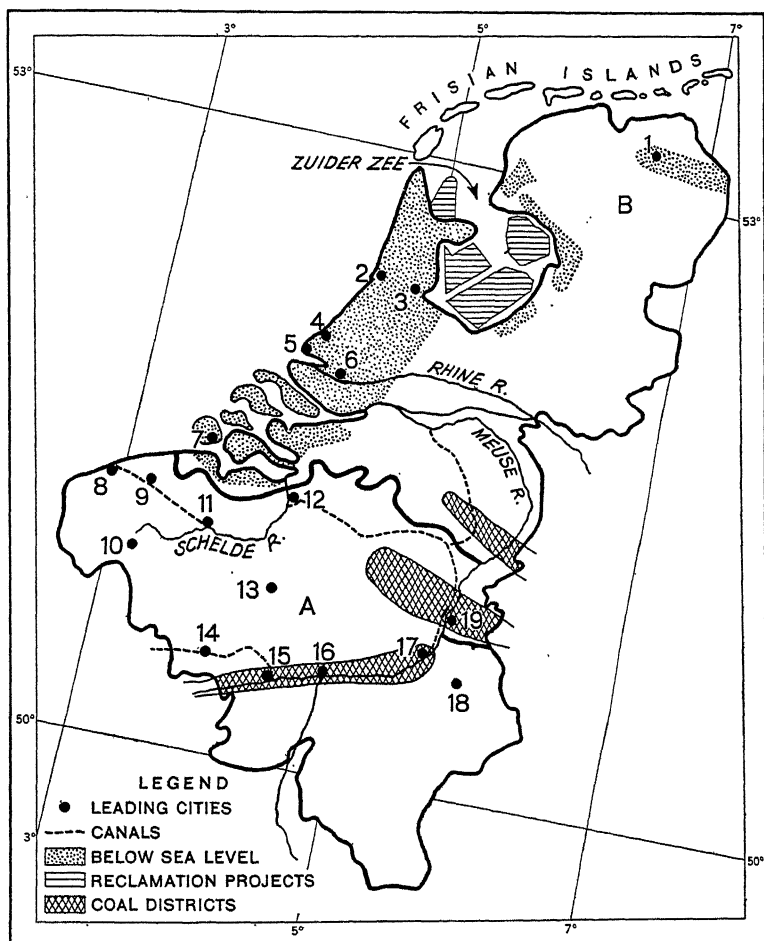 3°
5°
7°
53°
FRISIAN ISLANDS
ZUIDER ZEE
1
B
53°
2
3
4
5
6
RHINE R.
7
MEUSE R.
8
9
11
12
10
SCHELDE R.
13
A
19
14
15
16
17
18
50°
LEGEND
LEADING CITIES
CANALS
BELOW SEA LEVEL
RECLAMATION PROJECTS
COAL DISTRICTS
3°
50°
5°
7°